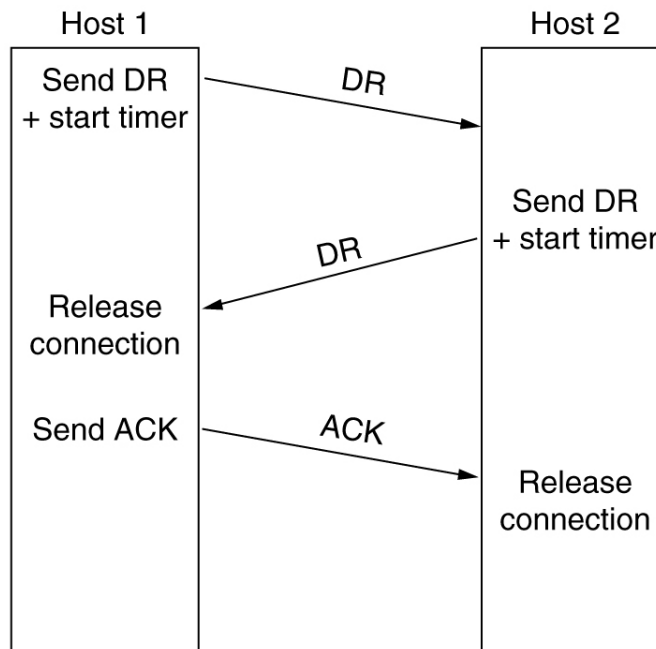 Host 1
Host 2
Send DR
+ start timer
DR
Send DR
+ start timer
DR
Release
connection
Send ACK
ACK
Release
connection